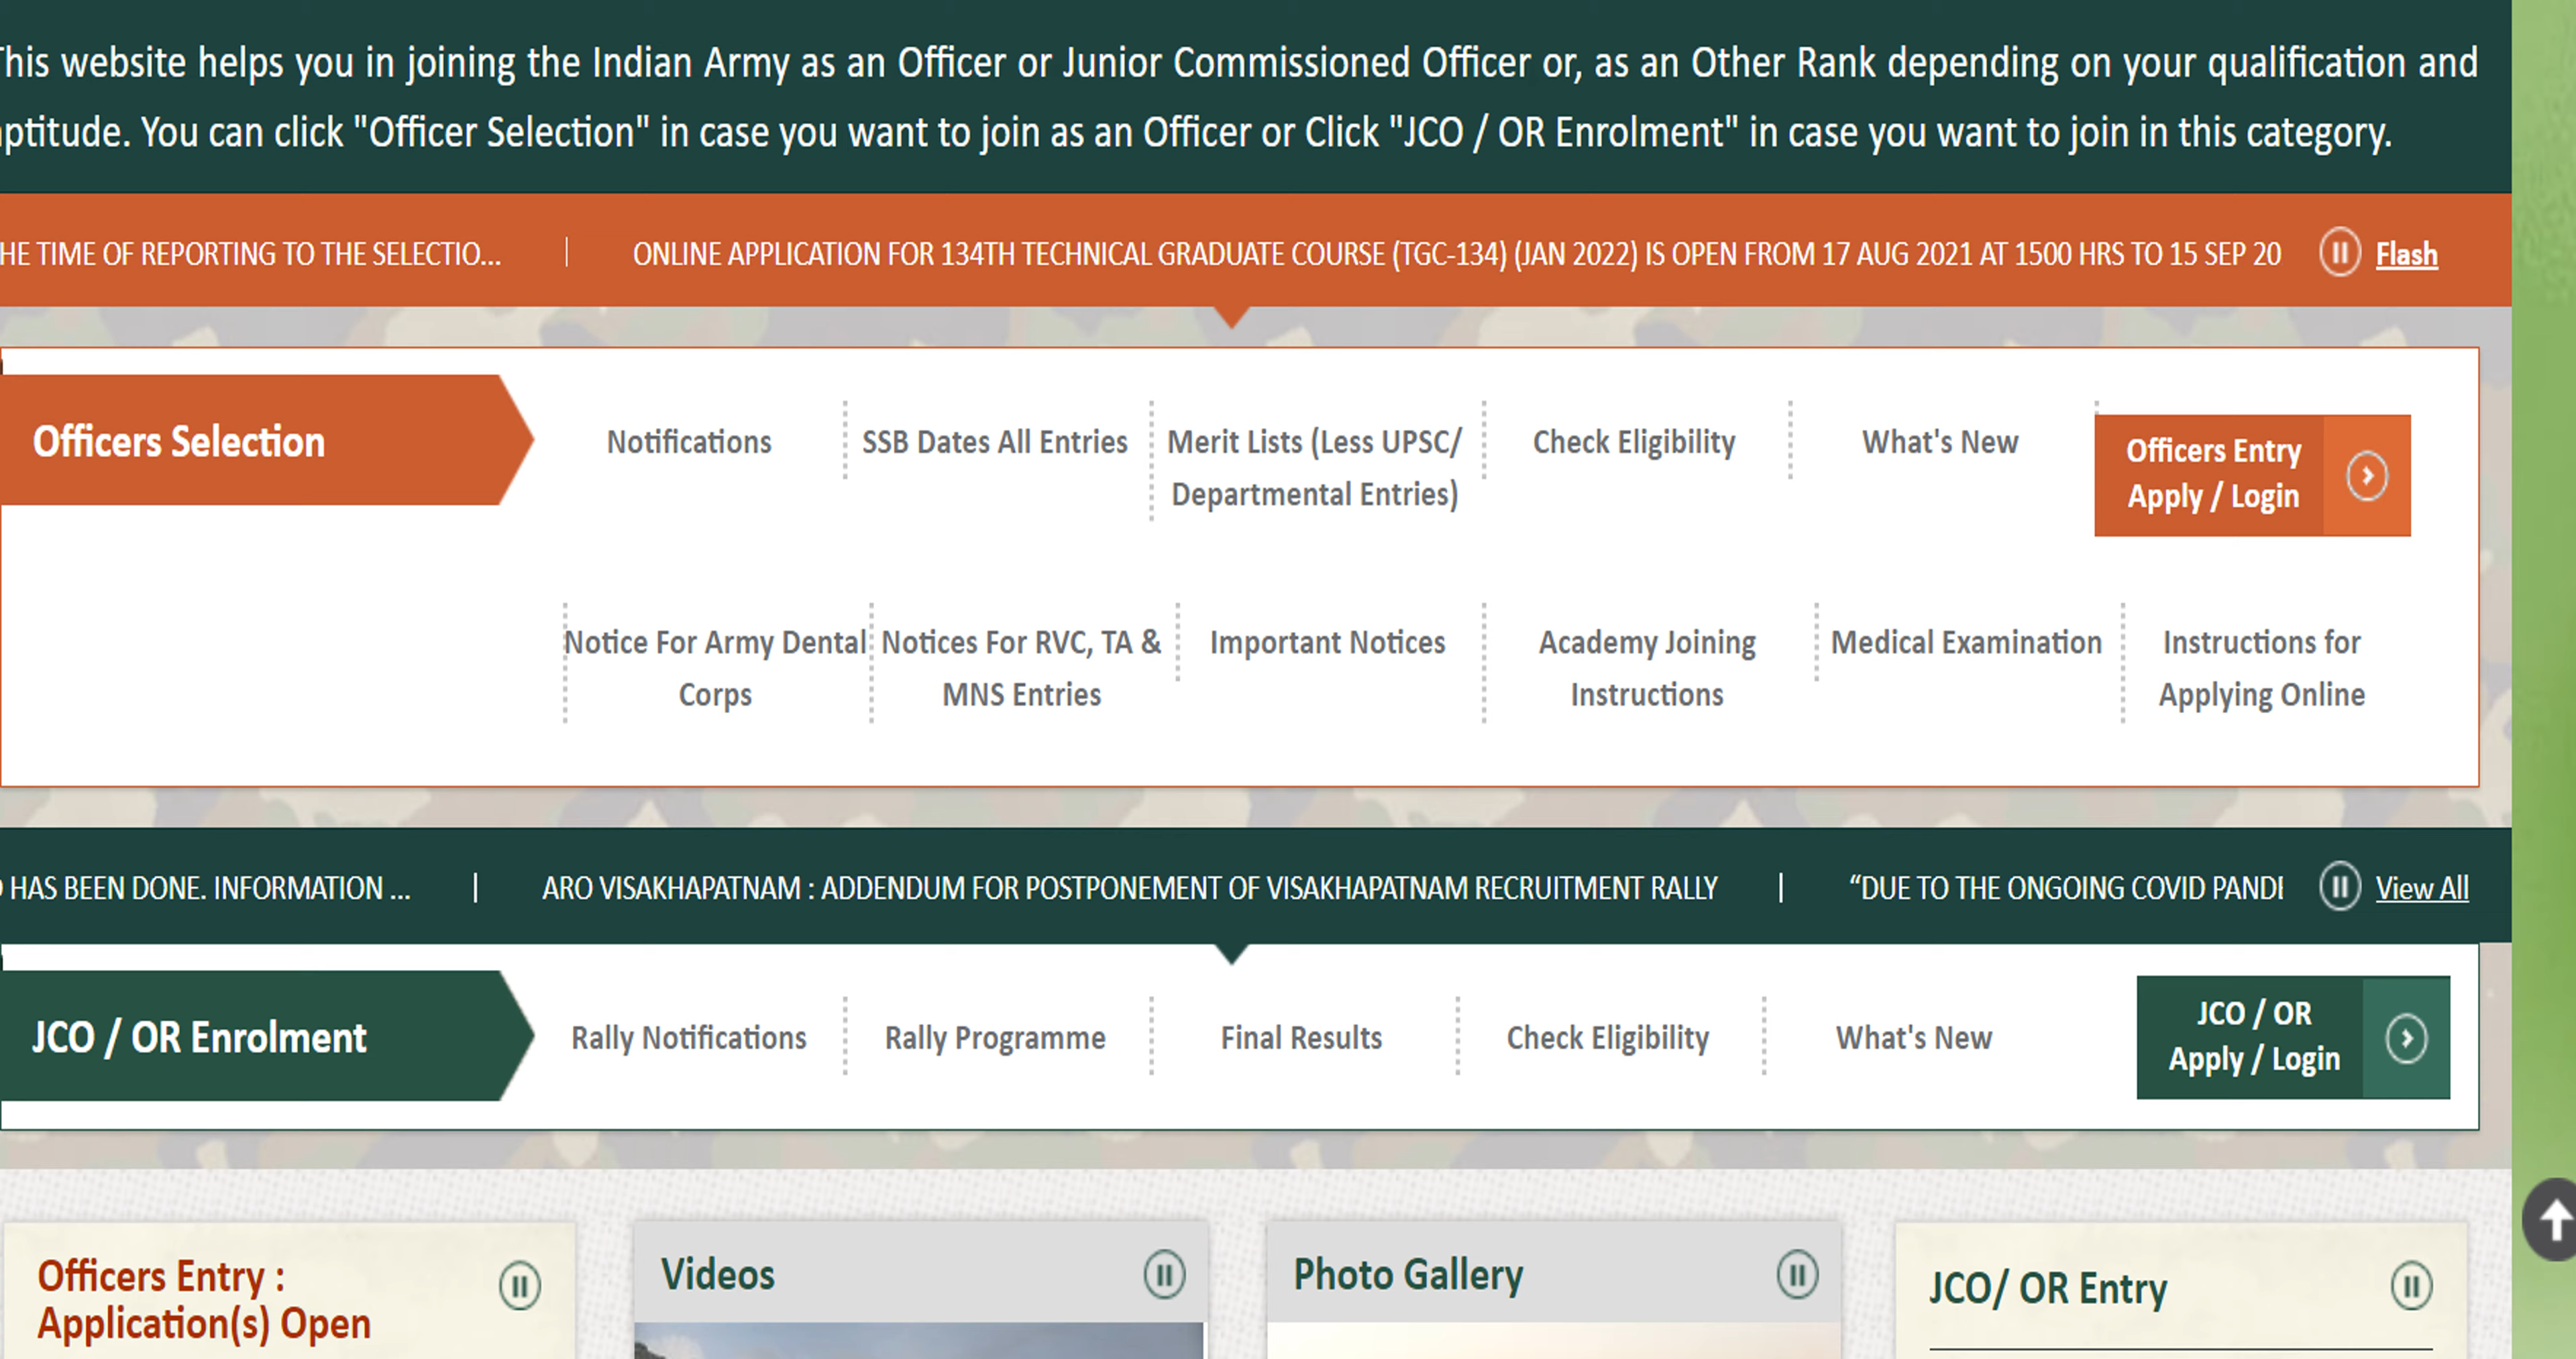 his website helps you in joining the Indian Army as an Officer or Junior Commissioned Officer or, as an Other Rank depending on your qualification and
ptitude. You can click "Officer Selection" in case you want to join as an Officer or Click "JCO / OR Enrolment" in case you want to join in this category.
HE TIME OF REPORTING TO THE SELECTIO... | ONLINE APPLICATION FOR 134TH TECHNICAL GRADUATE COURSE (TGC-134) (JAN 2022) IS OPEN FROM 17 AUG 2021 AT 1500 HRS TO 15 SEP 20 Flash
Officers Selection
Notifications
SSB Dates All Entries
Merit Lists (Less UPSC/
Departmental Entries)
Check Eligibility
What's New
Officers Entry
Apply / Login
Notice For Army Dental
Corps
Notices For RVC, TA &
MNS Entries
Important Notices
Academy Joining
Instructions
Medical Examination
Instructions for
Applying Online
HAS BEEN DONE. INFORMATION ... | ARO VISAKHAPATNAM : ADDENDUM FOR POSTPONEMENT OF VISAKHAPATNAM RECRUITMENT RALLY | “DUE TO THE ONGOING COVID PANDI View All
JCO / OR Enrolment
Rally Notifications
Rally Programme
Final Results
Check Eligibility
What's New
JCO / OR
Apply / Login
Officers Entry :
Application(s) Open
Videos
Photo Gallery
JCO/ OR Entry